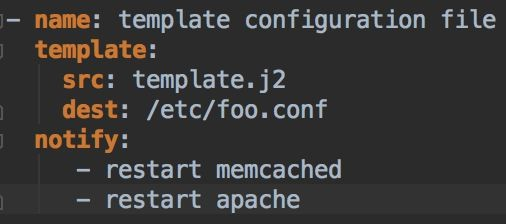 - name: template configuration file
  template:
    src: template.j2
    dest: /etc/foo.conf
  notify:
     - restart memcached
     - restart apache